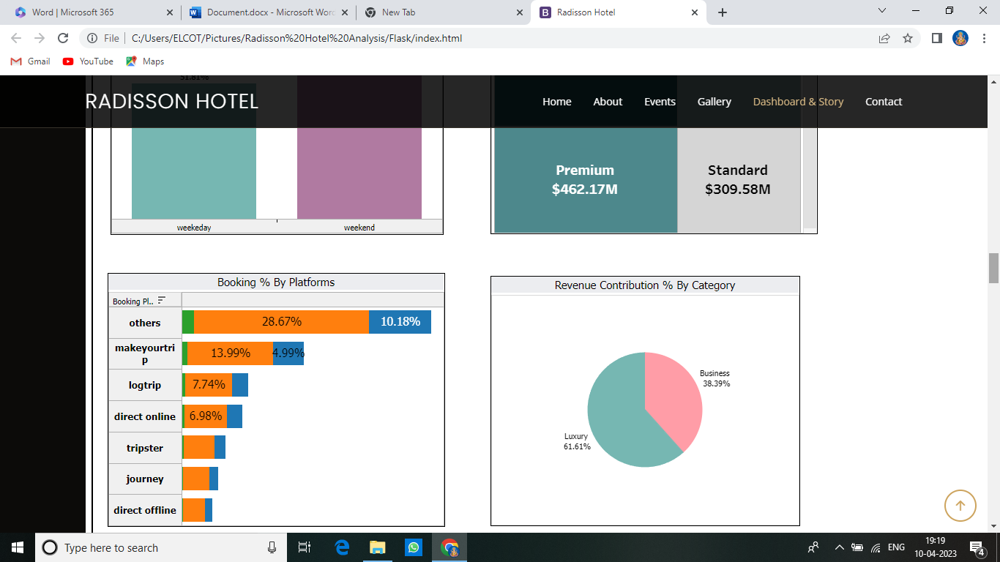 Word | Microsoft 365
Document.docx - Microsoft Word
New Tab
Radisson Hotel
File
C:/Users/ELCOT/Pictures/Radisson%20Hotel%20Analysis/Flask/index.html
Gmail
YouTube
Maps
51.81%
RADISSON HOTEL
Home
About
Events
Gallery
Dashboard & Story
Contact
Premium
$462.17M
Standard
$309.58M
weekeday
weekend
Booking % By Platforms
Booking Pl..
others
28.67%
10.18%
makeyourtri
p
13.99%
4.99%
logtrip
7.74%
direct online
6.98%
tripster
journey
direct offline
Revenue Contribution % By Category
Business
38.39%
Luxury
61.61%
Type here to search
ENG
19:19
10-04-2023
4